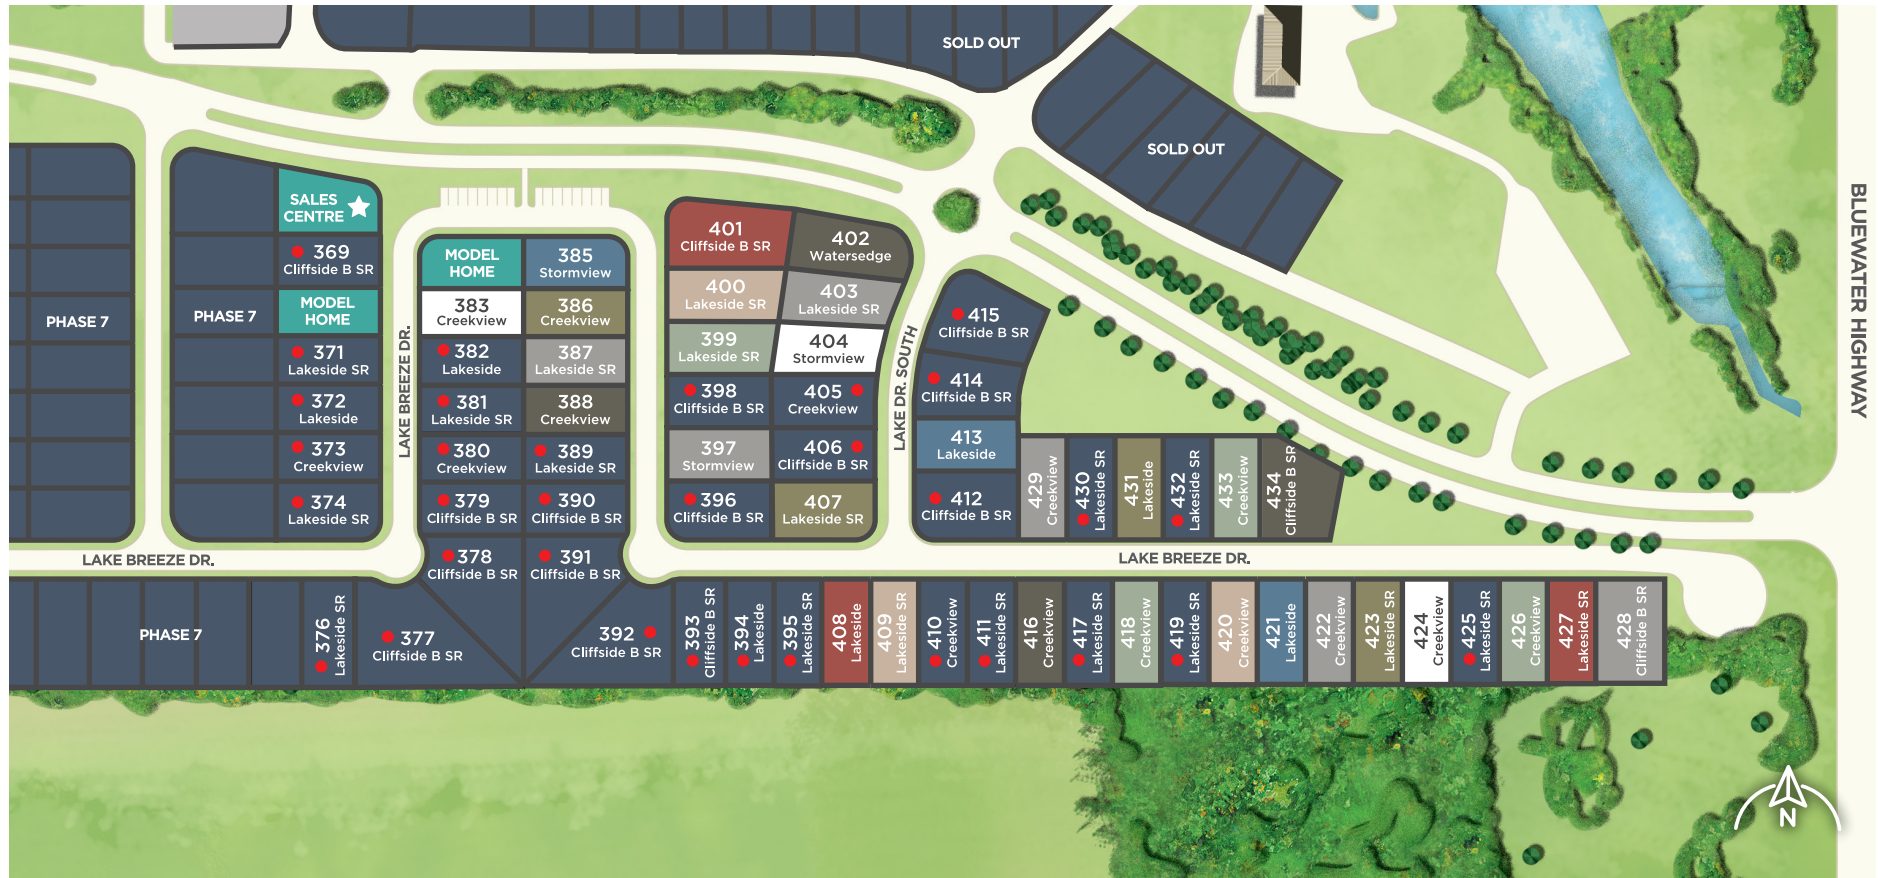 SOLD OUT
SOLD OUT
BLUEWATER HIGHWAY
SALES
CENTRE
369
Cliffside B SR
MODEL
HOME
371
Lakeside SR
372
Lakeside
373
Creekview
374
Lakeside SR
PHASE 7
PHASE 7
LAKE BREEZE DR.
LAKE BREEZE DR.
MODEL
HOME
385
Stormview
383
Creekview
386
Creekview
382
Lakeside
387
Lakeside SR
381
Lakeside SR
388
Creekview
380
Creekview
389
Lakeside SR
379
Cliffside B SR
390
Cliffside B SR
378
Cliffside B SR
391
Cliffside B SR
401
Cliffside B SR
402
Watersedge
400
Lakeside SR
403
Lakeside SR
399
Lakeside SR
404
Stormview
398
Cliffside B SR
405
Creekview
397
Stormview
406
Cliffside B SR
396
Cliffside B SR
407
Lakeside SR
LAKE DR. SOUTH
415
Cliffside B SR
414
Cliffside B SR
413
Lakeside
412
Cliffside B SR
429
Creekview
430
Lakeside SR
431
Lakeside
432
Lakeside SR
433
Creekview
434
Cliffside B SR
LAKE BREEZE DR.
PHASE 7
376
Lakeside SR
377
Cliffside B SR
392
Cliffside B SR
393
Cliffside B SR
394
Lakeside
395
Lakeside SR
408
Lakeside
409
Lakeside SR
410
Creekview
411
Lakeside SR
416
Creekview
417
Lakeside SR
418
Creekview
419
Lakeside SR
420
Creekview
421
Lakeside
422
Creekview
423
Lakeside SR
424
Creekview
425
Lakeside SR
426
Creekview
427
Lakeside SR
428
Cliffside B SR
N